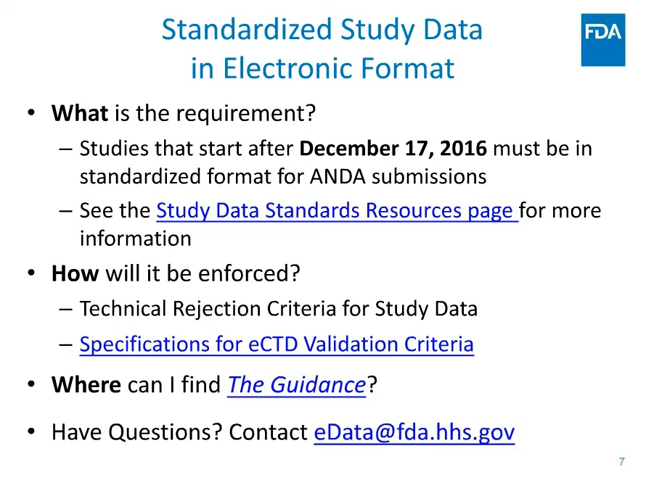 Standardized Study Data
in Electronic Format
FDA
• What is the requirement?
– Studies that start after December 17, 2016 must be in
standardized format for ANDA submissions
– See the Study Data Standards Resources page for more
information
• How will it be enforced?
– Technical Rejection Criteria for Study Data
– Specifications for eCTD Validation Criteria
• Where can I find The Guidance?
• Have Questions? Contact eData@fda.hhs.gov
7